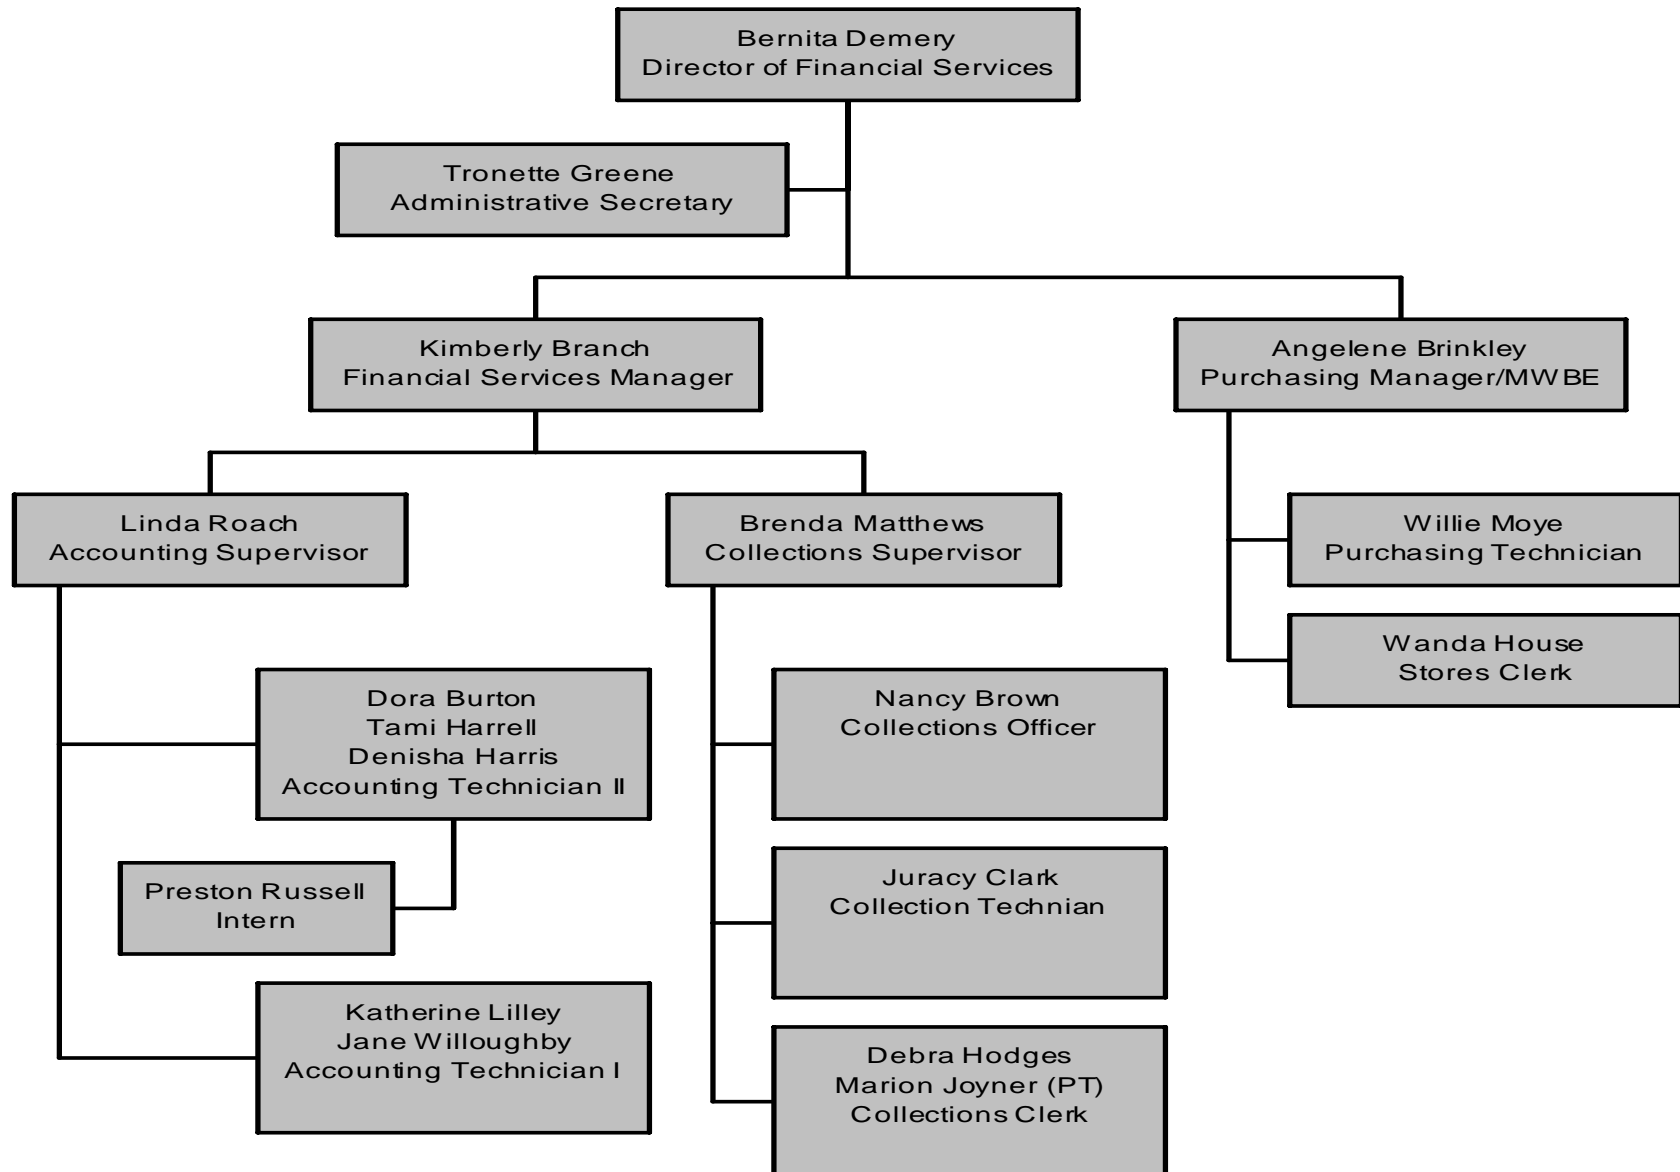 Bernita Demery
Director of Financial Services
Tronette Greene
Administrative Secretary
Kimberly Branch
Financial Services Manager
Angelene Brinkley
Purchasing Manager/MWBE
Linda Roach
Accounting Supervisor
Brenda Matthews
Collections Supervisor
Willie Moye
Purchasing Technician
Wanda House
Stores Clerk
Dora Burton
Tami Harrell
Denisha Harris
Accounting Technician II
Nancy Brown
Collections Officer
Preston Russell
Intern
Juracy Clark
Collection Technian
Katherine Lilley
Jane Willoughby
Accounting Technician I
Debra Hodges
Marion Joyner (PT)
Collections Clerk